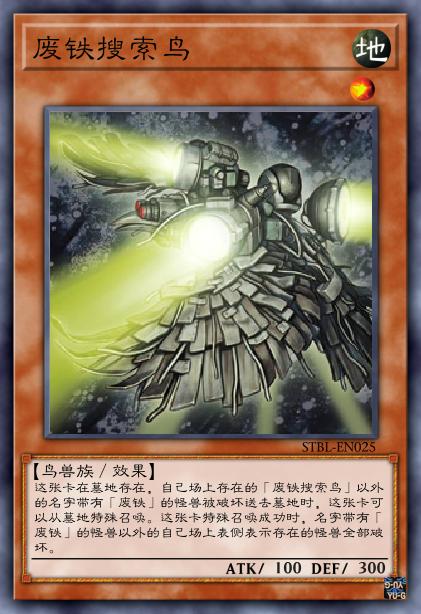 废铁搜索鸟
地
STBL-EN025
【鸟兽族／效果】
这张卡在墓地存在，自己场上存在的「废铁搜索鸟」以外
的名字带有「废铁」的怪兽被破坏送去墓地时，这张卡可
以从墓地特殊召唤。这张卡特殊召唤成功时，名字带有「
废铁」的怪兽以外的自己场上表侧表示存在的怪兽全部破
坏。
ATK/ 100 DEF/ 300